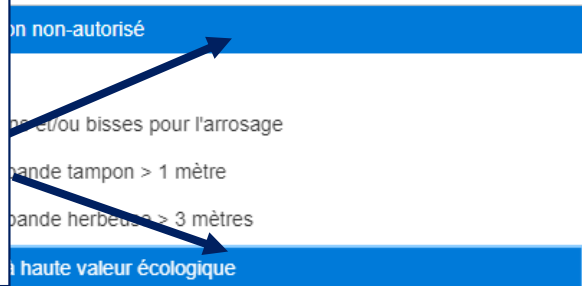 on non-autorisé
et/ou bisses pour l'arrosage
bande tampon > 1 mètre
bande herbeuse > 3 mètres
à haute valeur écologique